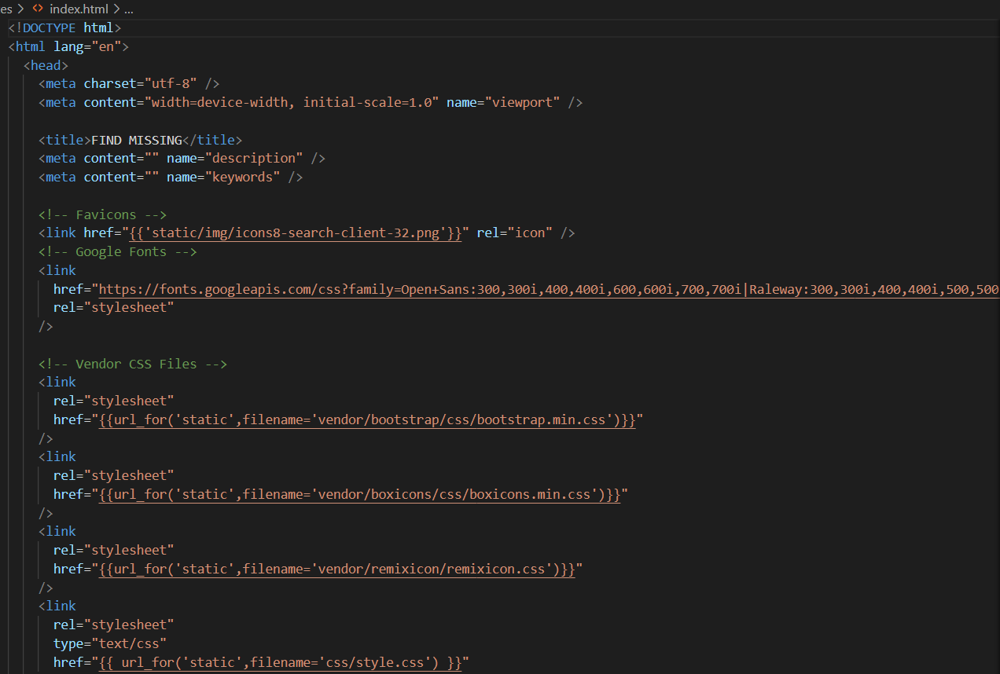 es > <> index.html > ...
<!DOCTYPE html>
<html lang="en">
  <head>
    <meta charset="utf-8" />
    <meta content="width=device-width, initial-scale=1.0" name="viewport" />

    <title>FIND MISSING</title>
    <meta content="" name="description" />
    <meta content="" name="keywords" />

    <!-- Favicons -->
    <link href="{{'static/img/icons8-search-client-32.png'}}" rel="icon" />
    <!-- Google Fonts -->
    <link
      href="https://fonts.googleapis.com/css?family=Open+Sans:300,300i,400,400i,600,600i,700,700i|Raleway:300,300i,400,400i,500,500
      rel="stylesheet"
    />

    <!-- Vendor CSS Files -->
    <link
      rel="stylesheet"
      href="{{url_for('static',filename='vendor/bootstrap/css/bootstrap.min.css')}}"
    />
    <link
      rel="stylesheet"
      href="{{url_for('static',filename='vendor/boxicons/css/boxicons.min.css')}}"
    />
    <link
      rel="stylesheet"
      href="{{url_for('static',filename='vendor/remixicon/remixicon.css')}}"
    />
    <link
      rel="stylesheet"
      type="text/css"
      href="{{ url_for('static',filename='css/style.css') }}"